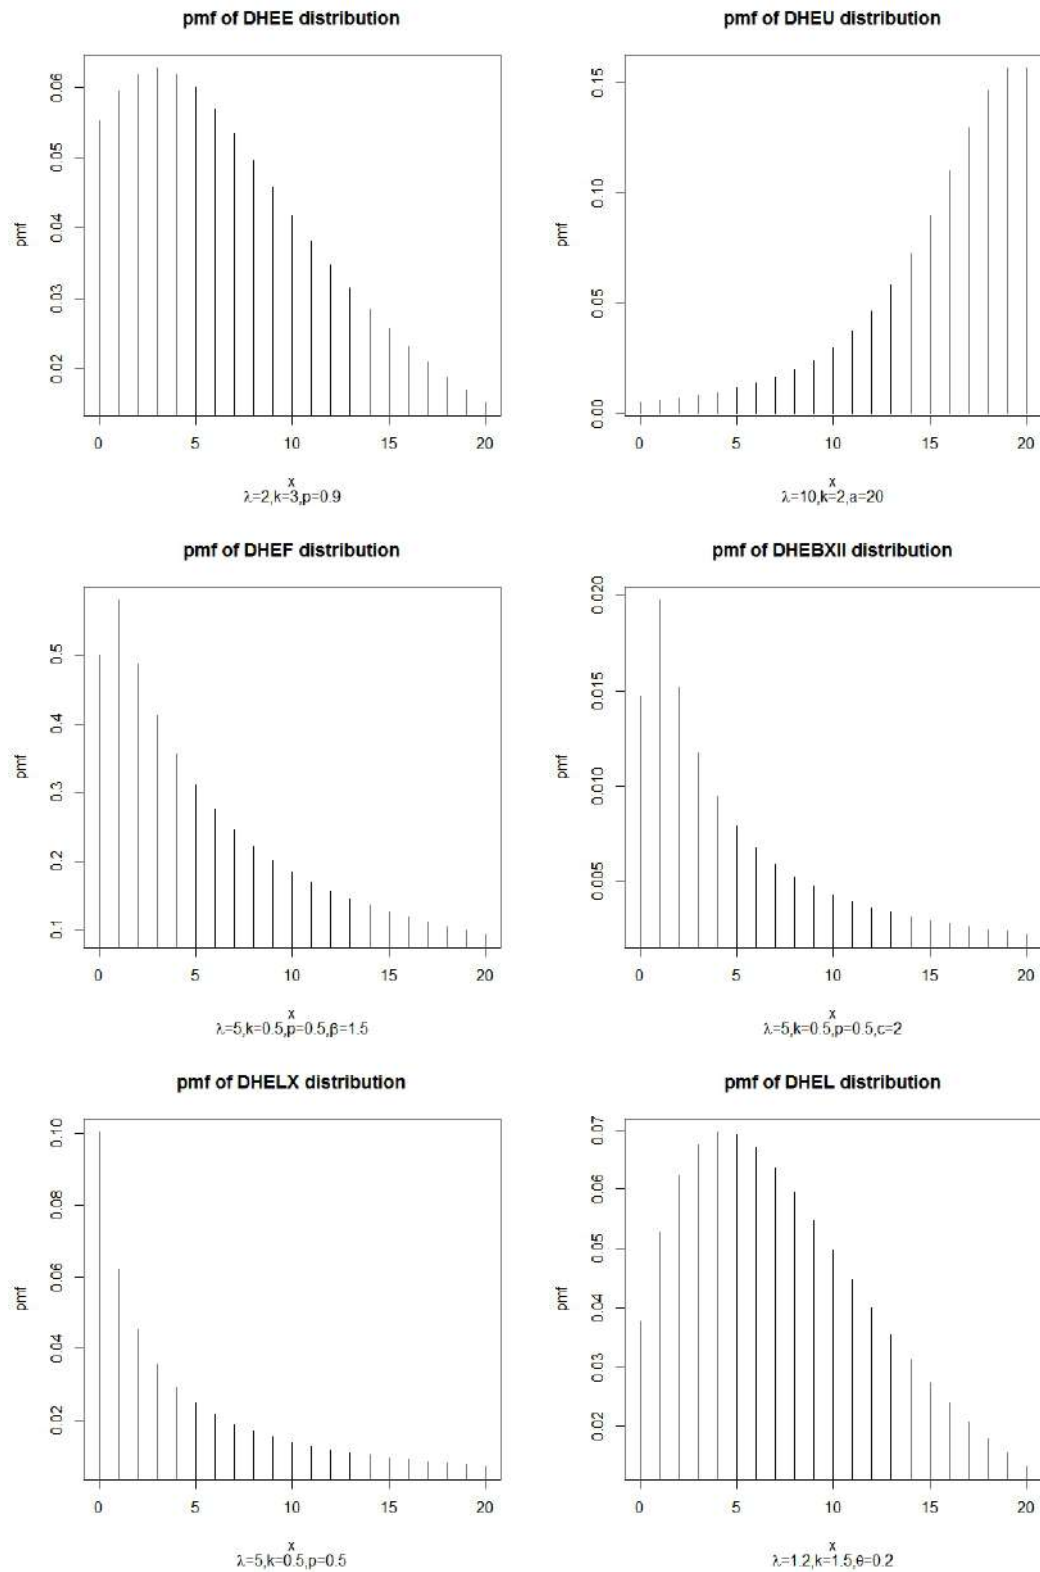 pmf of DHEE distribution
pmf
0.02 0.03 0.04 0.05 0.06
0 5 10 15 20
x
λ=2,k=3,p=0.9
pmf of DHEU distribution
pmf
0.00 0.05 0.10 0.15
0 5 10 15 20
x
λ=10,k=2,a=20
pmf of DHEF distribution
pmf
0.1 0.2 0.3 0.4 0.5
0 5 10 15 20
x
λ=5,k=0.5,p=0.5,β=1.5
pmf of DHEBXII distribution
pmf
0.005 0.010 0.015 0.020
0 5 10 15 20
x
λ=5,k=0.5,p=0.5,c=2
pmf of DHELX distribution
pmf
0.02 0.04 0.06 0.08 0.10
0 5 10 15 20
x
λ=5,k=0.5,p=0.5
pmf of DHEL distribution
pmf
0.02 0.03 0.04 0.05 0.06 0.07
0 5 10 15 20
x
λ=1.2,k=1.5,θ=0.2